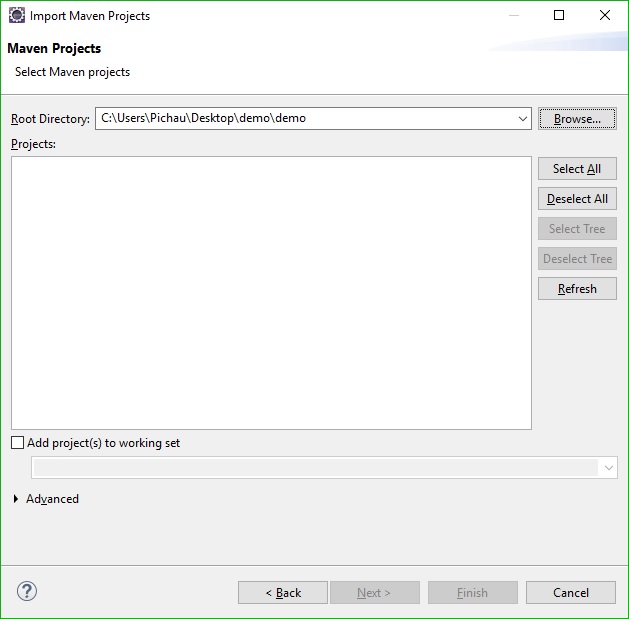 Import Maven Projects
Maven Projects
Select Maven projects
Root Directory: C:\Users\Pichau\Desktop\demo\demo Browse...
Projects:
Select All
Deselect All
Select Tree
Deselect Tree
Refresh
Add project(s) to working set
Advanced
? < Back Next > Finish Cancel